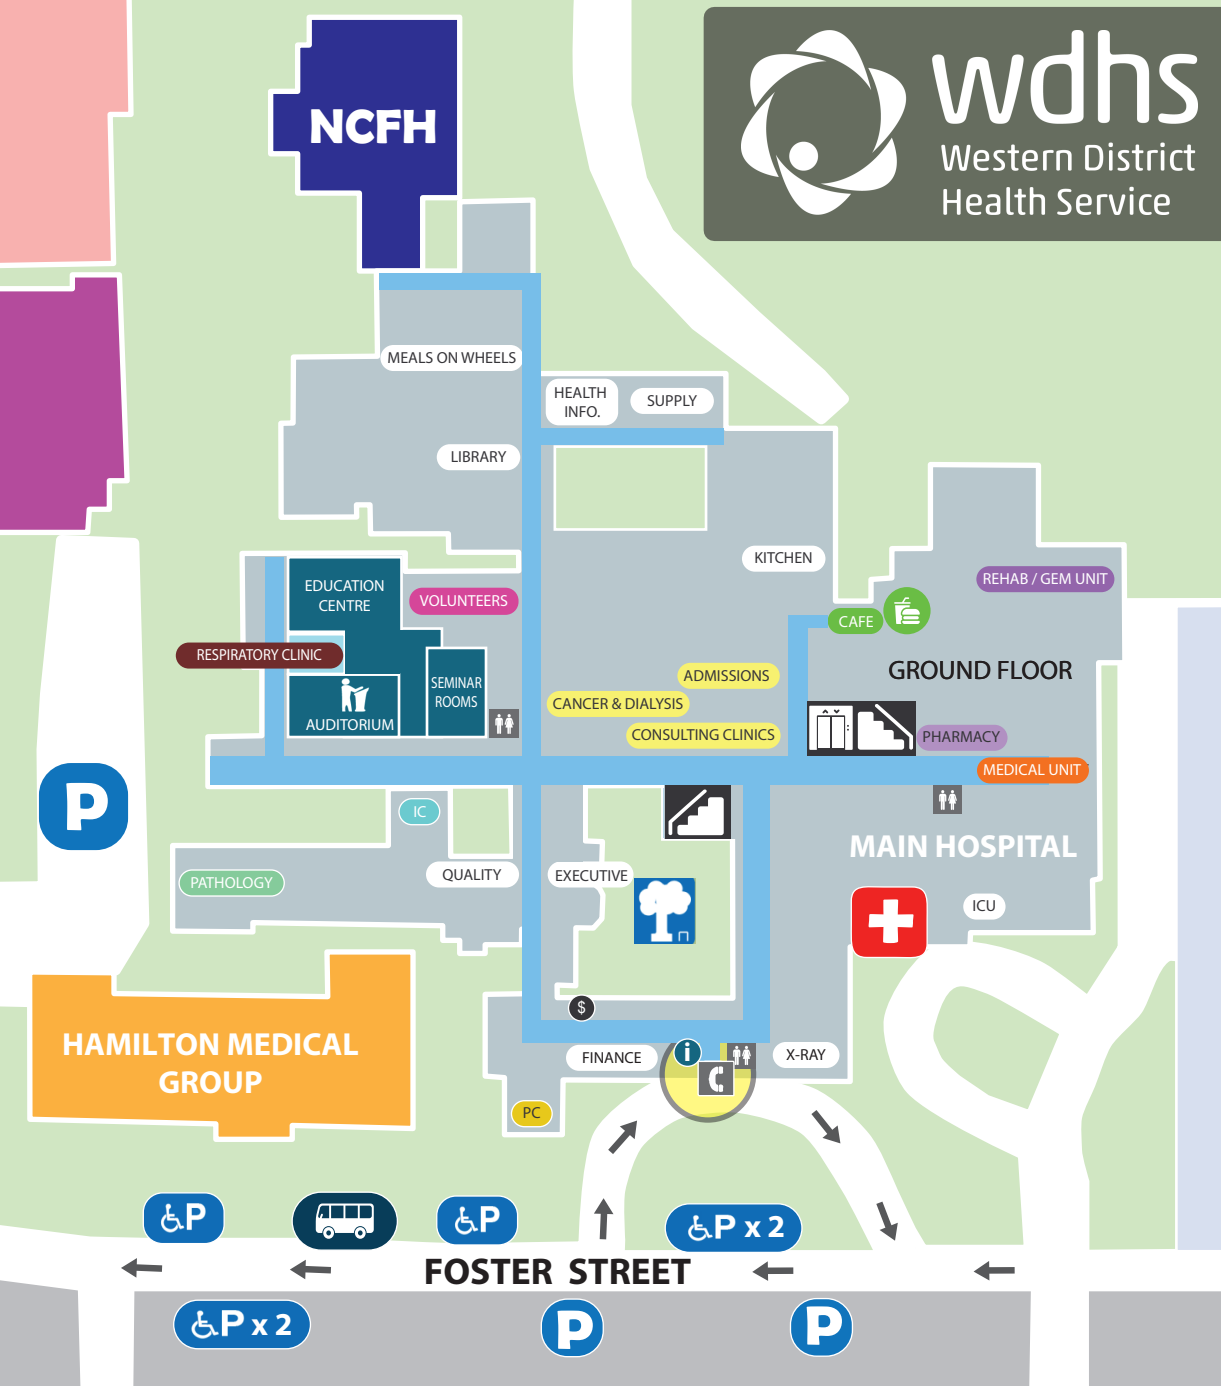 NCFH
wdhs
Western District
Health Service
MEALS ON WHEELS
HEALTH
INFO.
SUPPLY
LIBRARY
KITCHEN
EDUCATION
CENTRE
VOLUNTEERS
REHAB / GEM UNIT
CAFE
RESPIRATORY CLINIC
SEMINAR
ROOMS
AUDITORIUM
ADMISSIONS
CANCER & DIALYSIS
CONSULTING CLINICS
GROUND FLOOR
PHARMACY
MEDICAL UNIT
P
IC
QUALITY
EXECUTIVE
PATHOLOGY
MAIN HOSPITAL
ICU
$
HAMILTON MEDICAL
GROUP
FINANCE
i
X-RAY
PC
P
P
P x 2
FOSTER STREET
P x 2
P
P